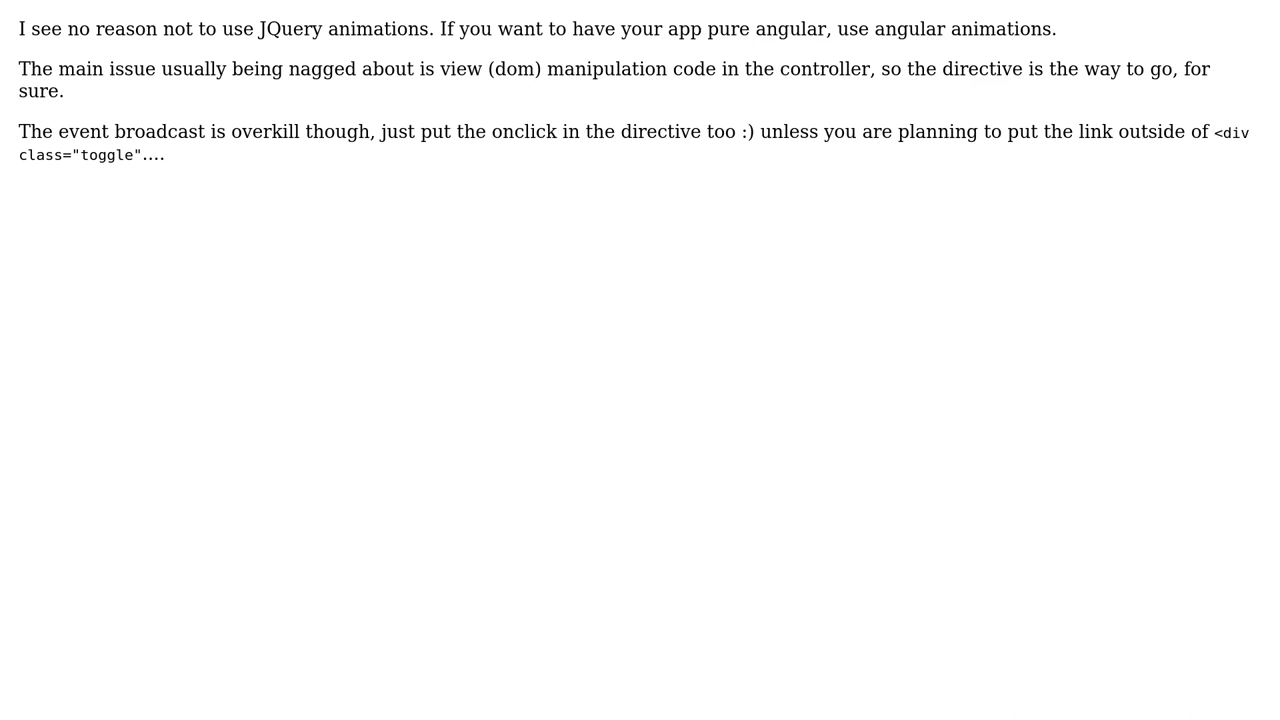 I see no reason not to use JQuery animations. If you want to have your app pure angular, use angular animations.
The main issue usually being nagged about is view (dom) manipulation code in the controller, so the directive is the way to go, for
sure.
The event broadcast is overkill though, just put the onclick in the directive too :) unless you are planning to put the link outside of <div
class="toggle"....